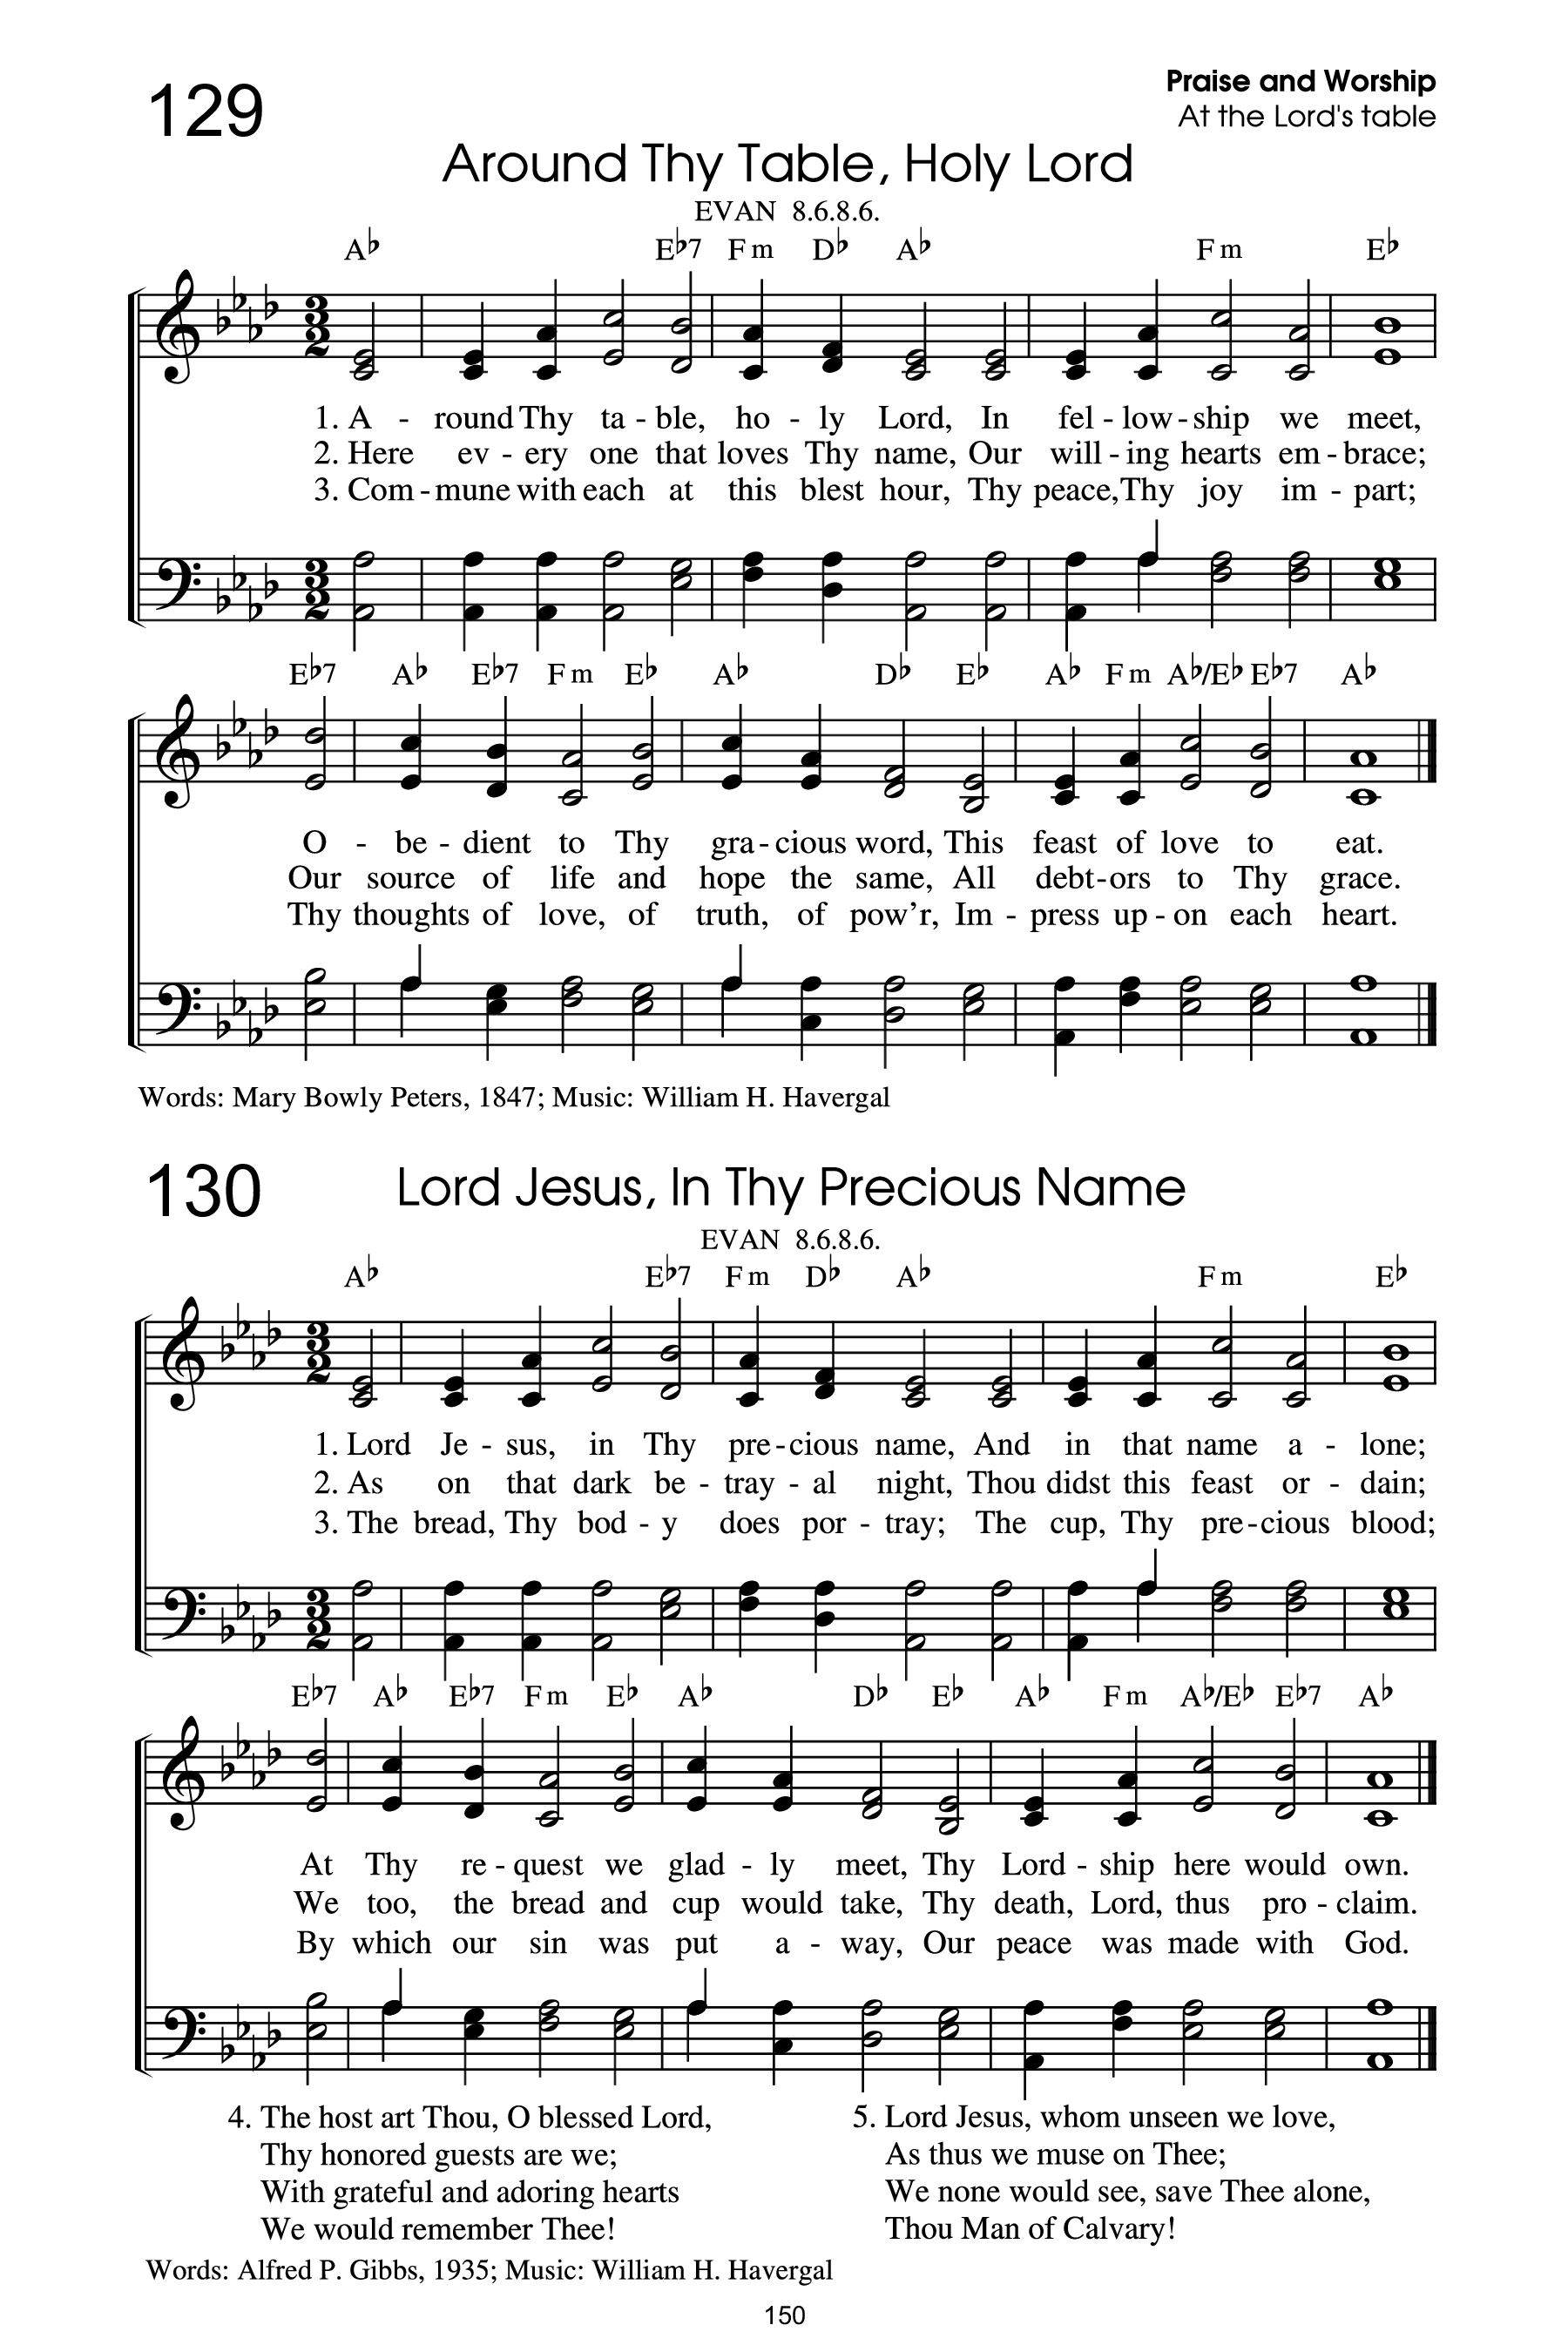 129
Praise and Worship
At the Lord's table
Around Thy Table, Holy Lord
EVAN 8.6.8.6.
A♭ E♭7 Fm D♭ A♭ Fm E♭
3 2
1. A - round Thy ta - ble, ho - ly Lord, In fel - low - ship we meet,
2. Here ev - ery one that loves Thy name, Our will - ing hearts em - brace;
3. Com - mune with each at this blest hour, Thy peace, Thy joy im - part;
3 2
E♭7 A♭ E♭7 Fm E♭ A♭ D♭ E♭ A♭ Fm A♭/E♭ E♭7 A♭
O - be - dient to Thy gra - cious word, This feast of love to eat.
Our source of life and hope the same, All debt - ors to Thy grace.
Thy thoughts of love, of truth, of pow'r, Im - press up - on each heart.
Words: Mary Bowly Peters, 1847; Music: William H. Havergal
130
Lord Jesus, In Thy Precious Name
EVAN 8.6.8.6.
A♭ E♭7 Fm D♭ A♭ Fm E♭
3 2
1. Lord Je - sus, in Thy pre - cious name, And in that name a - lone;
2. As on that dark be - tray - al night, Thou didst this feast or - dain;
3. The bread, Thy bod - y does por - tray; The cup, Thy pre - cious blood;
3 2
E♭7 A♭ E♭7 Fm E♭ A♭ D♭ E♭ A♭ Fm A♭/E♭ E♭7 A♭
At Thy re - quest we glad - ly meet, Thy Lord - ship here would own.
We too, the bread and cup would take, Thy death, Lord, thus pro - claim.
By which our sin was put a - way, Our peace was made with God.
4. The host art Thou, O blessed Lord,
Thy honored guests are we;
With grateful and adoring hearts
We would remember Thee!
5. Lord Jesus, whom unseen we love,
As thus we muse on Thee;
We none would see, save Thee alone,
Thou Man of Calvary!
Words: Alfred P. Gibbs, 1935; Music: William H. Havergal
150